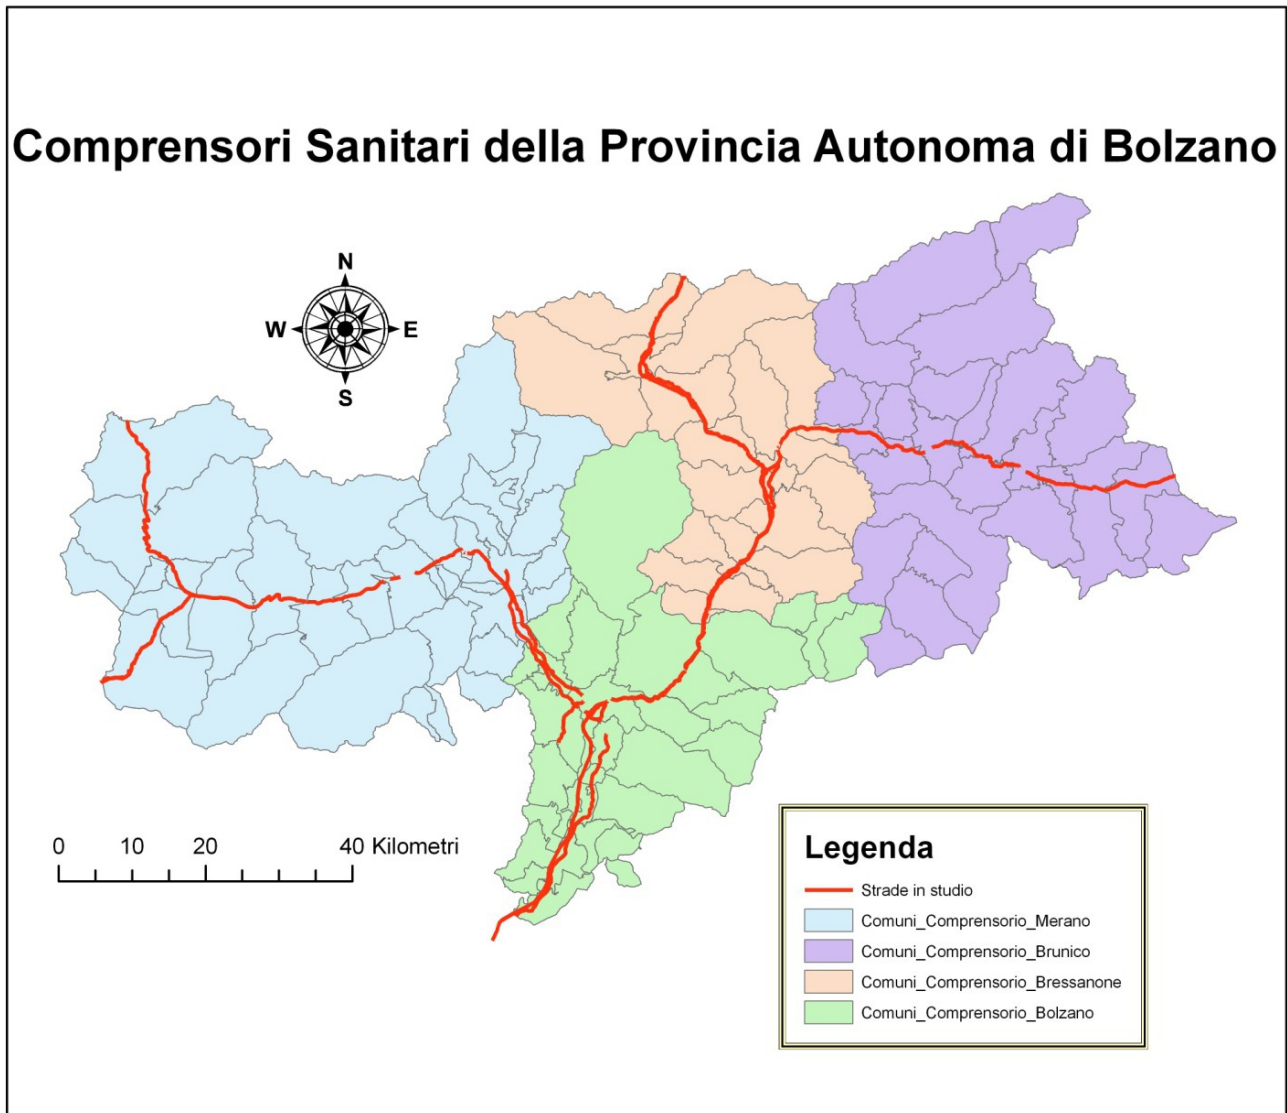 Comprensori Sanitari della Provincia Autonoma di Bolzano
N
W E
S
0 10 20 40 Kilometri
Legenda
Strade in studio
Comuni_Comprensorio_Merano
Comuni_Comprensorio_Brunico
Comuni_Comprensorio_Bressanone
Comuni_Comprensorio_Bolzano